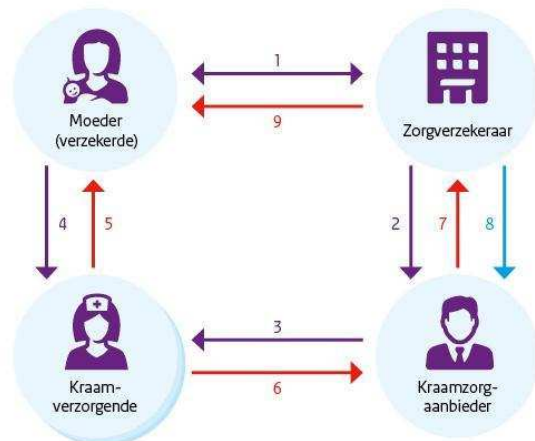 1
9
Moeder
(verzekerde)
Zorgverzekeraar
4
5
2
7
8
3
6
Kraam-
verzorgende
Kraamzorg-
aanbieder